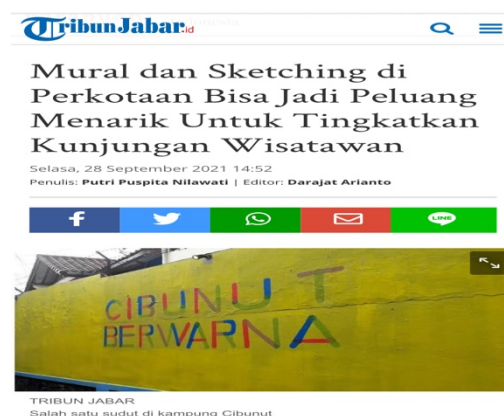 TribunJabar.id
Mural dan Sketching di
Perkotaan Bisa Jadi Peluang
Menarik Untuk Tingkatkan
Kunjungan Wisatawan
Selasa, 28 September 2021 14:52
Penulis: Putri Puspita Nilawati | Editor: Darajat Arianto
LINE
CIBUNUT
BERWARNA
TRIBUN JABAR
Salah satu sudut di kampung Cibunut